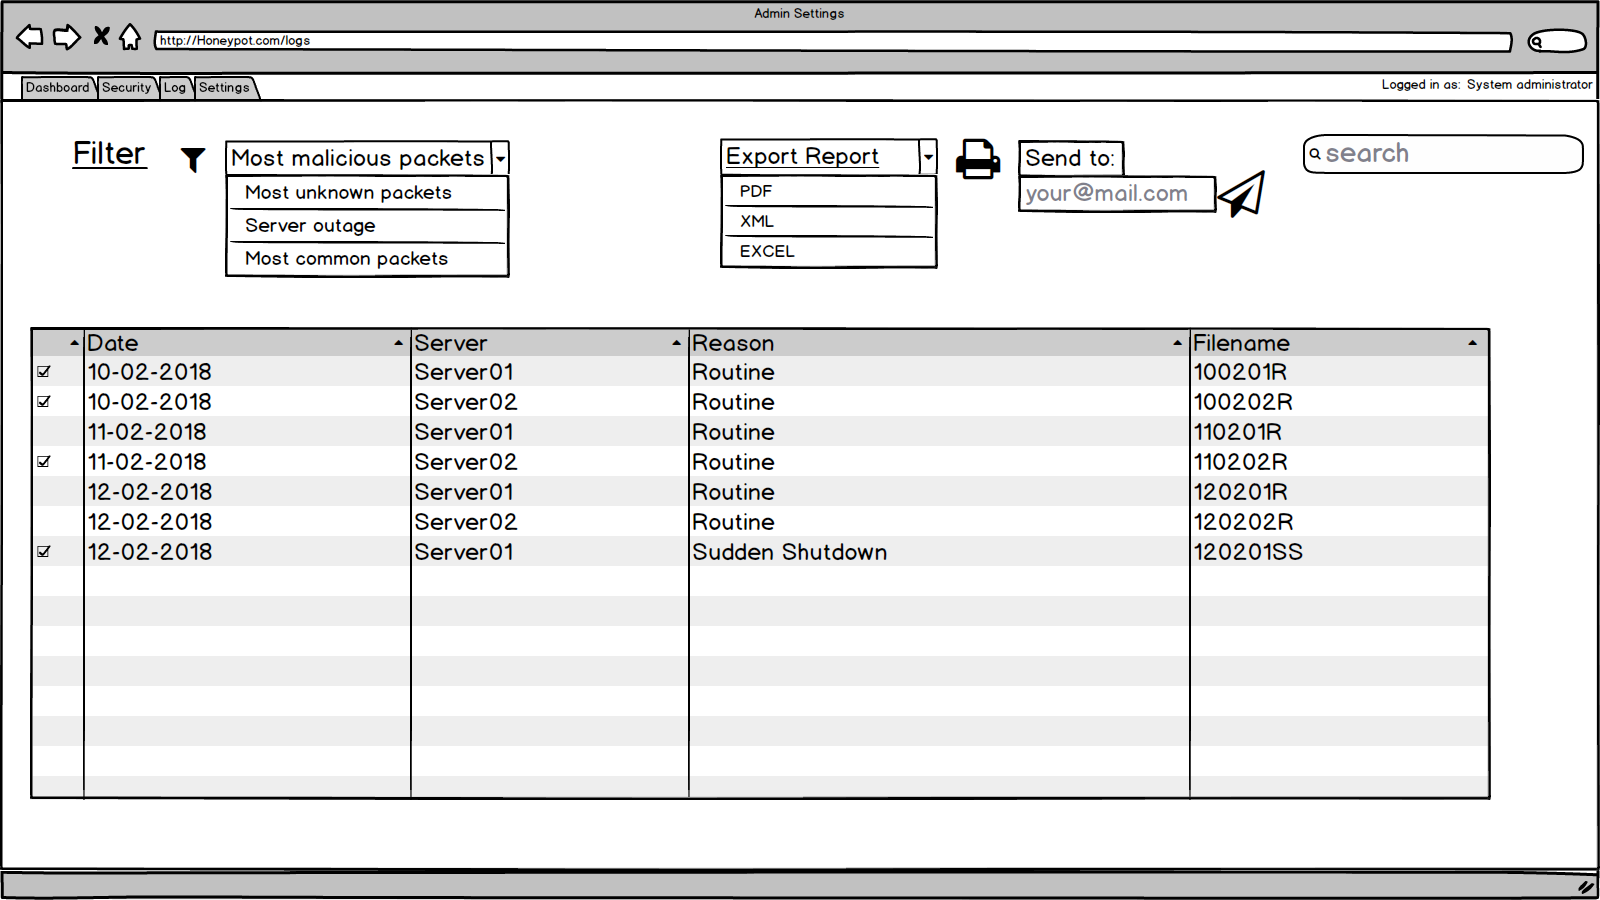 Admin Settings
http://Honeypot.com/logs
Dashboard Security Log Settings
Logged in as: System administrator
Filter
Most malicious packets
Most unknown packets
Server outage
Most common packets
Export Report
PDF
XML
EXCEL
Send to:
your@mail.com
search
Date Server Reason Filename
10-02-2018 Server01 Routine 100201R
10-02-2018 Server02 Routine 100202R
11-02-2018 Server01 Routine 110201R
11-02-2018 Server02 Routine 110202R
12-02-2018 Server01 Routine 120201R
12-02-2018 Server02 Routine 120202R
12-02-2018 Server01 Sudden Shutdown 120201SS